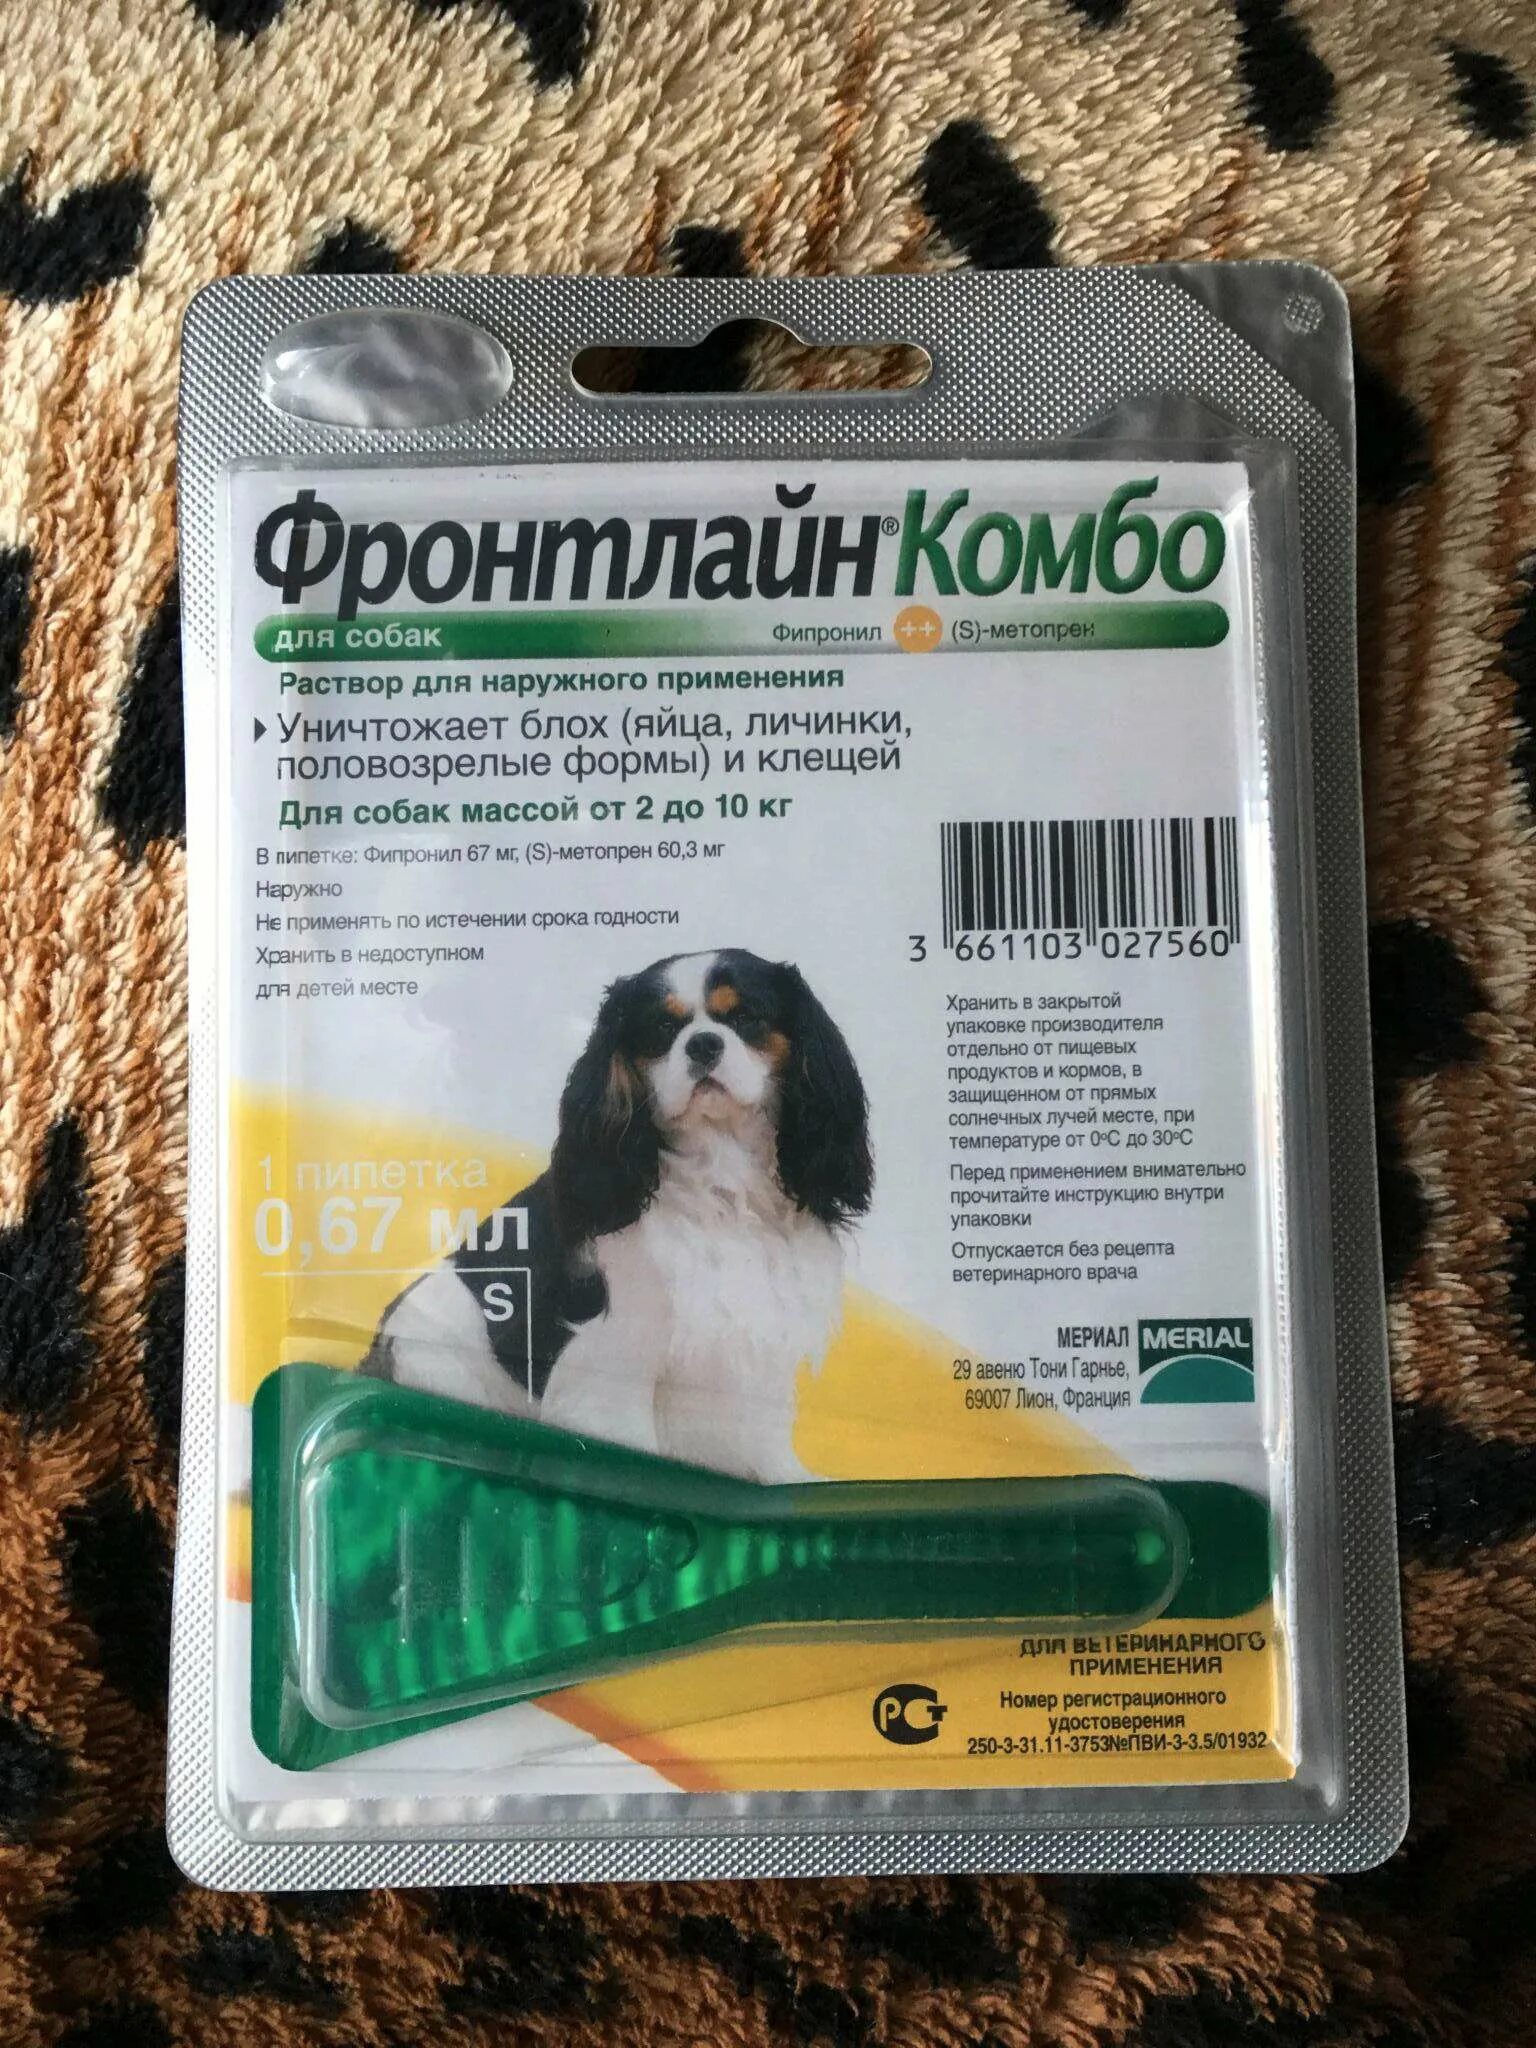 Фронтлайн® Комбо
для собак Фипронил ++ (S)-метопрен
Раствор для наружного применения
Уничтожает блох (яйца, личинки,
половозрелые формы) и клещей
Для собак массой от 2 до 10 кг
В пипетке: Фипронил 67 мг, (S)-метопрен 60,3 мг
Наружно
Не применять по истечении срока годности
Хранить в недоступном
для детей месте
3 661103 027560
Хранить в закрытой
упаковке производителя
отдельно от пищевых
продуктов и кормов, в
защищенном от прямых
солнечных лучей месте, при
температуре от 0°С до 30°С
Перед применением внимательно
прочитайте инструкцию внутри
упаковки
Отпускается без рецепта
ветеринарного врача
1 пипетка
0,67 мл
S
МЕРИАЛ MERIAL
29 авеню Тони Гарнье,
69007 Лион, Франция
ДЛЯ ВЕТЕРИНАРНОГО
ПРИМЕНЕНИЯ
РСТ
Номер регистрационного
удостоверения
250-3-31.11-3753№ПВИ-3-3.5/01932